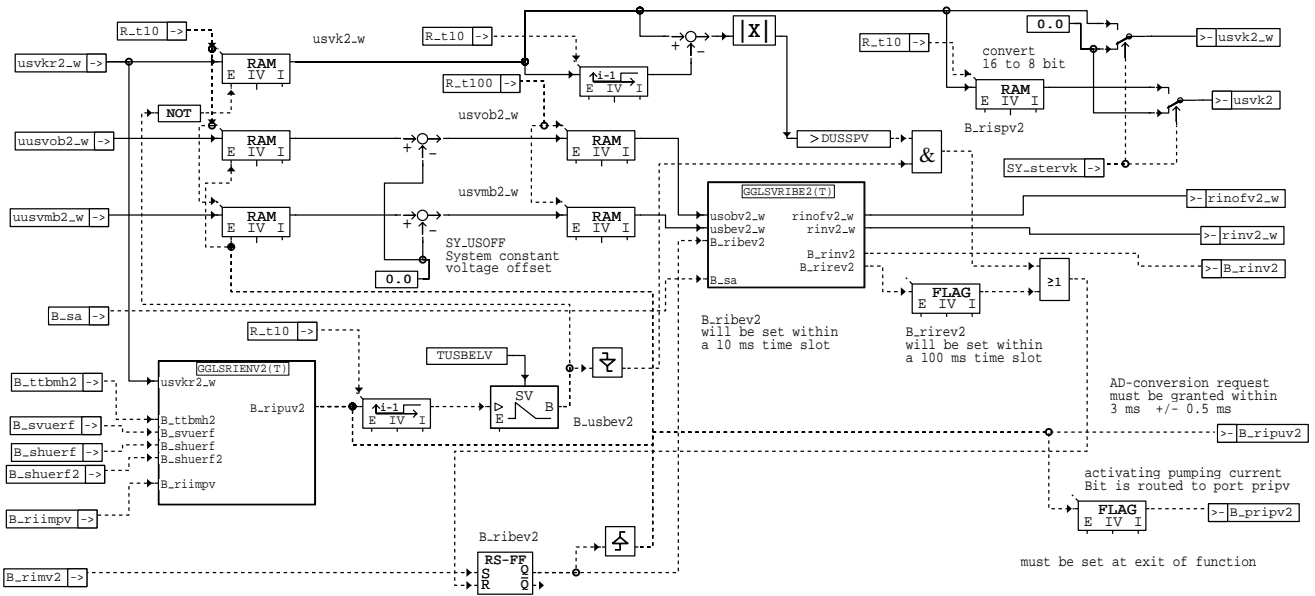 R_t10 ->
usvk2_w
R_t10 ->
|X|
0.0
>- usvk2_w
usvkr2_w ->
RAM
E IV I
+
−
i-1
E IV I
R_t10 ->
convert
16 to 8 bit
R_t100 ->
RAM
E IV I
>- usvk2
NOT
usvob2_w
B_rispv2
uusvob2_w ->
RAM
E IV I
+
−
RAM
E IV I
>DUSSPV
&
SY_stervk ->
usvmb2_w
GGLSVRIBE2(T)
uusvmb2_w ->
RAM
E IV I
+
−
RAM
E IV I
usobv2_w
usbev2_w
B_ribev2
B_sa
rinofv2_w
rinv2_w
B_rinv2
B_rirev2
>- rinofv2_w
>- rinv2_w
SY_USOFF
System constant
voltage offset
0.0
≥1
>- B_rinv2
FLAG
E IV I
B_sa ->
R_t10 ->
B_ribev2
will be set within
a 10 ms time slot
B_rirev2
will be set within
a 100 ms time slot
TUSBELV
GGLSRIENV2(T)
usvkr2_w
B_ttbmh2
B_svuerf
B_shuerf
B_shuerf2
B_riimpv
B_ripuv2
B_ttbmh2 ->
B_svuerf ->
B_shuerf ->
B_shuerf2 ->
B_riimpv ->
i-1
E IV I
SV
E
B
B_usbev2
AD-conversion request
must be granted within
3 ms +/- 0.5 ms
>- B_ripuv2
activating pumping current
Bit is routed to port pripv
FLAG
E IV I
>- B_pripv2
B_ribev2
RS-FF
S Q
R Q
B_rimv2 ->
must be set at exit of function